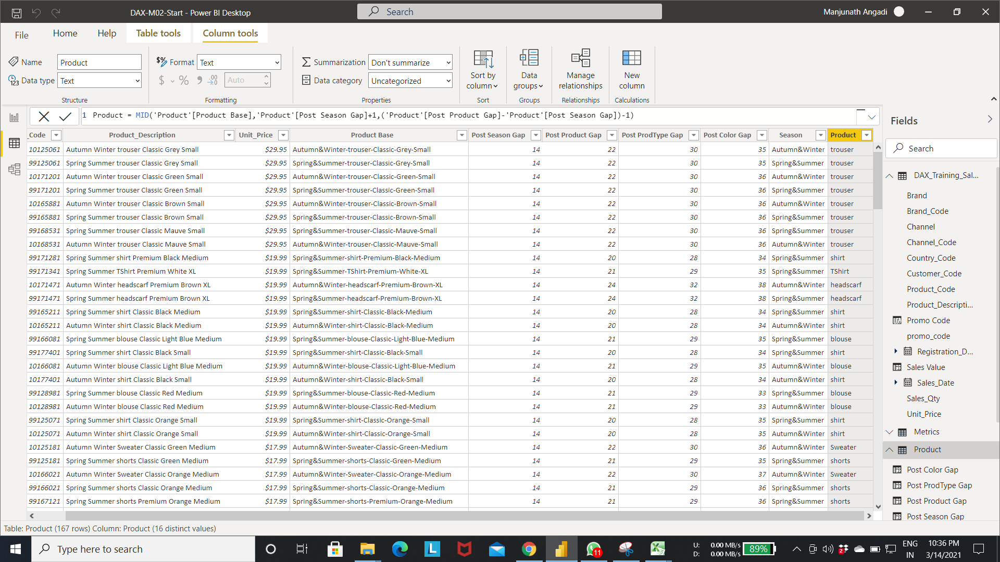 DAX-M02-Start - Power BI Desktop
Search
Manjunath Angadi
File Home Help Table tools Column tools
Name Product
Data type Text
Structure
Format Text
$ % Auto
Formatting
Summarization Don't summarize
Data category Uncategorized
Properties
Sort by column
Sort
Data groups
Groups
Manage relationships
Relationships
New column
Calculations
1 Product = MID('Product'[Product Base],'Product'[Post Season Gap]+1,('Product'[Post Product Gap]-'Product'[Post Season Gap])-1)
_Code Product_Description Unit_Price Product Base Post Season Gap Post Product Gap Post ProdType Gap Post Color Gap Season Product
10125061 Autumn Winter trouser Classic Grey Small $29.95 Autumn&Winter-trouser-Classic-Grey-Small 14 22 30 35 Autumn&Winter trouser
99125061 Spring Summer trouser Classic Grey Small $29.95 Spring&Summer-trouser-Classic-Grey-Small 14 22 30 35 Spring&Summer trouser
10171201 Autumn Winter trouser Classic Green Small $29.95 Autumn&Winter-trouser-Classic-Green-Small 14 22 30 36 Autumn&Winter trouser
99171201 Spring Summer trouser Classic Green Small $29.95 Spring&Summer-trouser-Classic-Green-Small 14 22 30 36 Spring&Summer trouser
10165881 Autumn Winter trouser Classic Brown Small $29.95 Autumn&Winter-trouser-Classic-Brown-Small 14 22 30 36 Autumn&Winter trouser
99165881 Spring Summer trouser Classic Brown Small $29.95 Spring&Summer-trouser-Classic-Brown-Small 14 22 30 36 Spring&Summer trouser
99168531 Spring Summer trouser Classic Mauve Small $29.95 Spring&Summer-trouser-Classic-Mauve-Small 14 22 30 36 Spring&Summer trouser
10168531 Autumn Winter trouser Classic Mauve Small $29.95 Autumn&Winter-trouser-Classic-Mauve-Small 14 22 30 36 Autumn&Winter trouser
99171281 Spring Summer shirt Premium Black Medium $19.99 Spring&Summer-shirt-Premium-Black-Medium 14 20 28 34 Spring&Summer shirt
99171341 Spring Summer TShirt Premium White XL $19.99 Spring&Summer-TShirt-Premium-White-XL 14 21 29 35 Spring&Summer TShirt
10171471 Autumn Winter headscarf Premium Brown XL $19.99 Autumn&Winter-headscarf-Premium-Brown-XL 14 24 32 38 Autumn&Winter headscarf
99171471 Spring Summer headscarf Premium Brown XL $19.99 Spring&Summer-headscarf-Premium-Brown-XL 14 24 32 38 Spring&Summer headscarf
99165211 Spring Summer shirt Classic Black Medium $19.99 Spring&Summer-shirt-Classic-Black-Medium 14 20 28 34 Spring&Summer shirt
10165211 Autumn Winter shirt Classic Black Medium $19.99 Autumn&Winter-shirt-Classic-Black-Medium 14 20 28 34 Autumn&Winter shirt
99166081 Spring Summer blouse Classic Light Blue Medium $19.99 Spring&Summer-blouse-Classic-Light-Blue-Medium 14 21 29 35 Spring&Summer blouse
99177401 Spring Summer shirt Classic Black Small $19.99 Spring&Summer-shirt-Classic-Black-Small 14 20 28 34 Spring&Summer shirt
10166081 Autumn Winter blouse Classic Light Blue Medium $19.99 Autumn&Winter-blouse-Classic-Light-Blue-Medium 14 21 29 35 Autumn&Winter blouse
10177401 Autumn Winter shirt Classic Black Small $19.99 Autumn&Winter-shirt-Classic-Black-Small 14 20 28 34 Autumn&Winter shirt
99128981 Spring Summer blouse Classic Red Medium $19.99 Spring&Summer-blouse-Classic-Red-Medium 14 21 29 33 Spring&Summer blouse
10128981 Autumn Winter blouse Classic Red Medium $19.99 Autumn&Winter-blouse-Classic-Red-Medium 14 21 29 33 Autumn&Winter blouse
99125071 Spring Summer shirt Classic Orange Small $19.99 Spring&Summer-shirt-Classic-Orange-Small 14 20 28 35 Spring&Summer shirt
10125071 Autumn Winter shirt Classic Orange Small $19.99 Autumn&Winter-shirt-Classic-Orange-Small 14 20 28 35 Autumn&Winter shirt
10125181 Autumn Winter Sweater Classic Green Medium $17.99 Autumn&Winter-Sweater-Classic-Green-Medium 14 22 30 36 Autumn&Winter Sweater
99125181 Spring Summer shorts Classic Green Medium $17.99 Spring&Summer-shorts-Classic-Green-Medium 14 21 29 35 Spring&Summer shorts
10166021 Autumn Winter Sweater Classic Orange Medium $17.99 Autumn&Winter-Sweater-Classic-Orange-Medium 14 22 30 37 Autumn&Winter Sweater
99166021 Spring Summer shorts Classic Orange Medium $17.99 Spring&Summer-shorts-Classic-Orange-Medium 14 21 29 36 Spring&Summer shorts
99167121 Spring Summer shorts Premium Orange Medium $17.99 Spring&Summer-shorts-Premium-Orange-Medium 14 21 29 36 Spring&Summer shorts
Fields
Search
DAX_Training_Sal...
Brand
Brand_Code
Channel
Channel_Code
Country_Code
Customer_Code
Product_Code
Product_Descripti...
Promo Code
promo_code
Registration_D...
Sales Value
Sales_Date
Sales_Qty
Unit_Price
Metrics
Product
Post Color Gap
Post ProdType Gap
Post Product Gap
Post Season Gap
Table: Product (167 rows) Column: Product (16 distinct values)
Type here to search
L
11
U: 0.00 MB/s
D: 0.00 MB/s
89%
2
ENG
IN
10:36 PM
3/14/2021